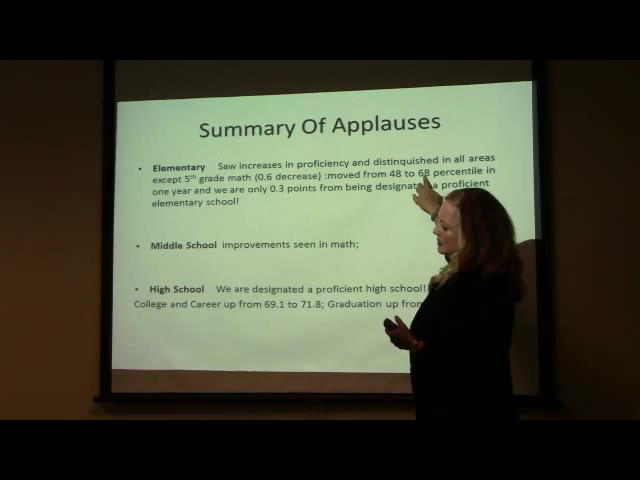 Summary Of Applauses
• Elementary Saw increases in proficiency and distinquished in all areas
except 5th grade math (0.6 decrease) :moved from 48 to 68 percentile in
one year and we are only 0.3 points from being designat a proficient
elementary school!
• Middle School improvements seen in math;
• High School We are designated a proficient high school!
College and Career up from 69.1 to 71.8; Graduation up from